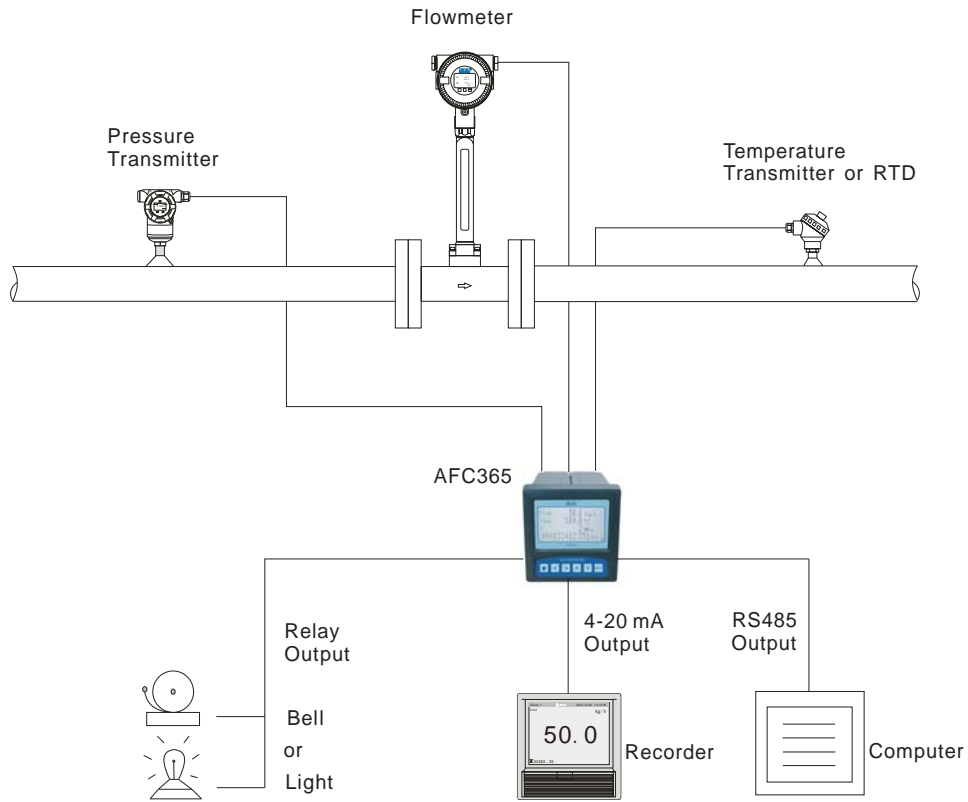 Flowmeter
Pressure
Transmitter
Temperature
Transmitter or RTD
AFC365
Relay
Output
4-20 mA
Output
RS485
Output
Bell
or
Light
kg/h
50.0
Recorder
Computer